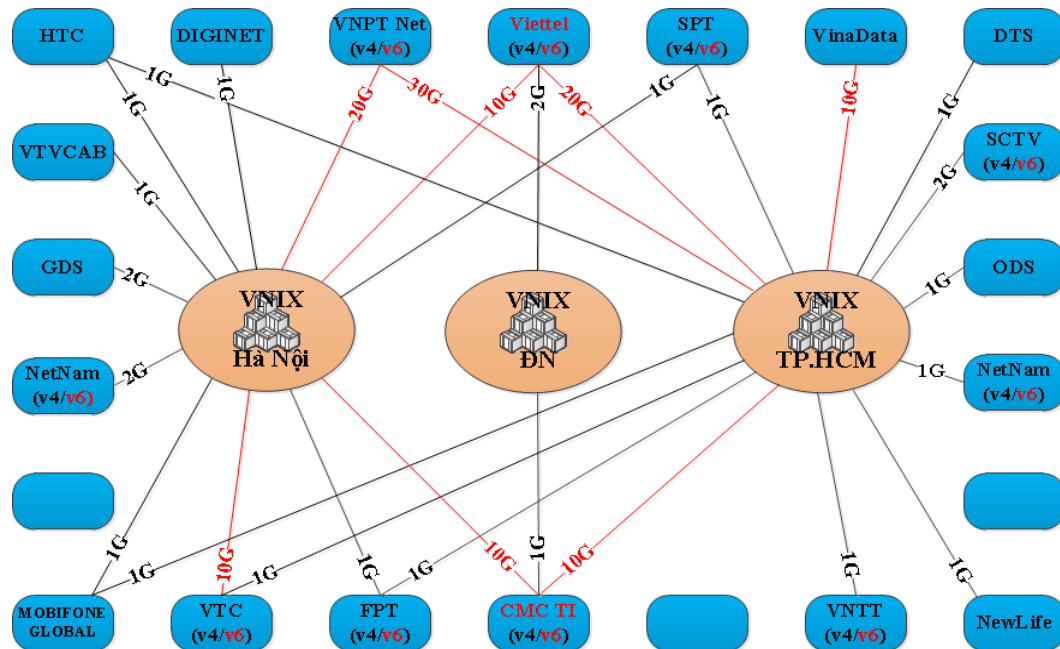 HTC
DIGINET
VNPT Net
(v4/v6)
Viettel
(v4/v6)
SPT
(v4/v6)
VinaData
DTS
1G
1G
1G
20G
30G
10G
2G
20G
1G
1G
10G
1G
VTVCAB
1G
SCTV
(v4/v6)
2G
GDS
2G
ODS
1G
VNIX
Hà Nội
VNIX
ĐN
VNIX
TP.HCM
NetNam
(v4/v6)
2G
NetNam
(v4/v6)
1G
1G
1G
10G
1G
1G
1G
10G
1G
10G
1G
1G
MOBIFONE
GLOBAL
VTC
(v4/v6)
FPT
(v4/v6)
CMC TI
(v4/v6)
VNTT
(v4/v6)
NewLife